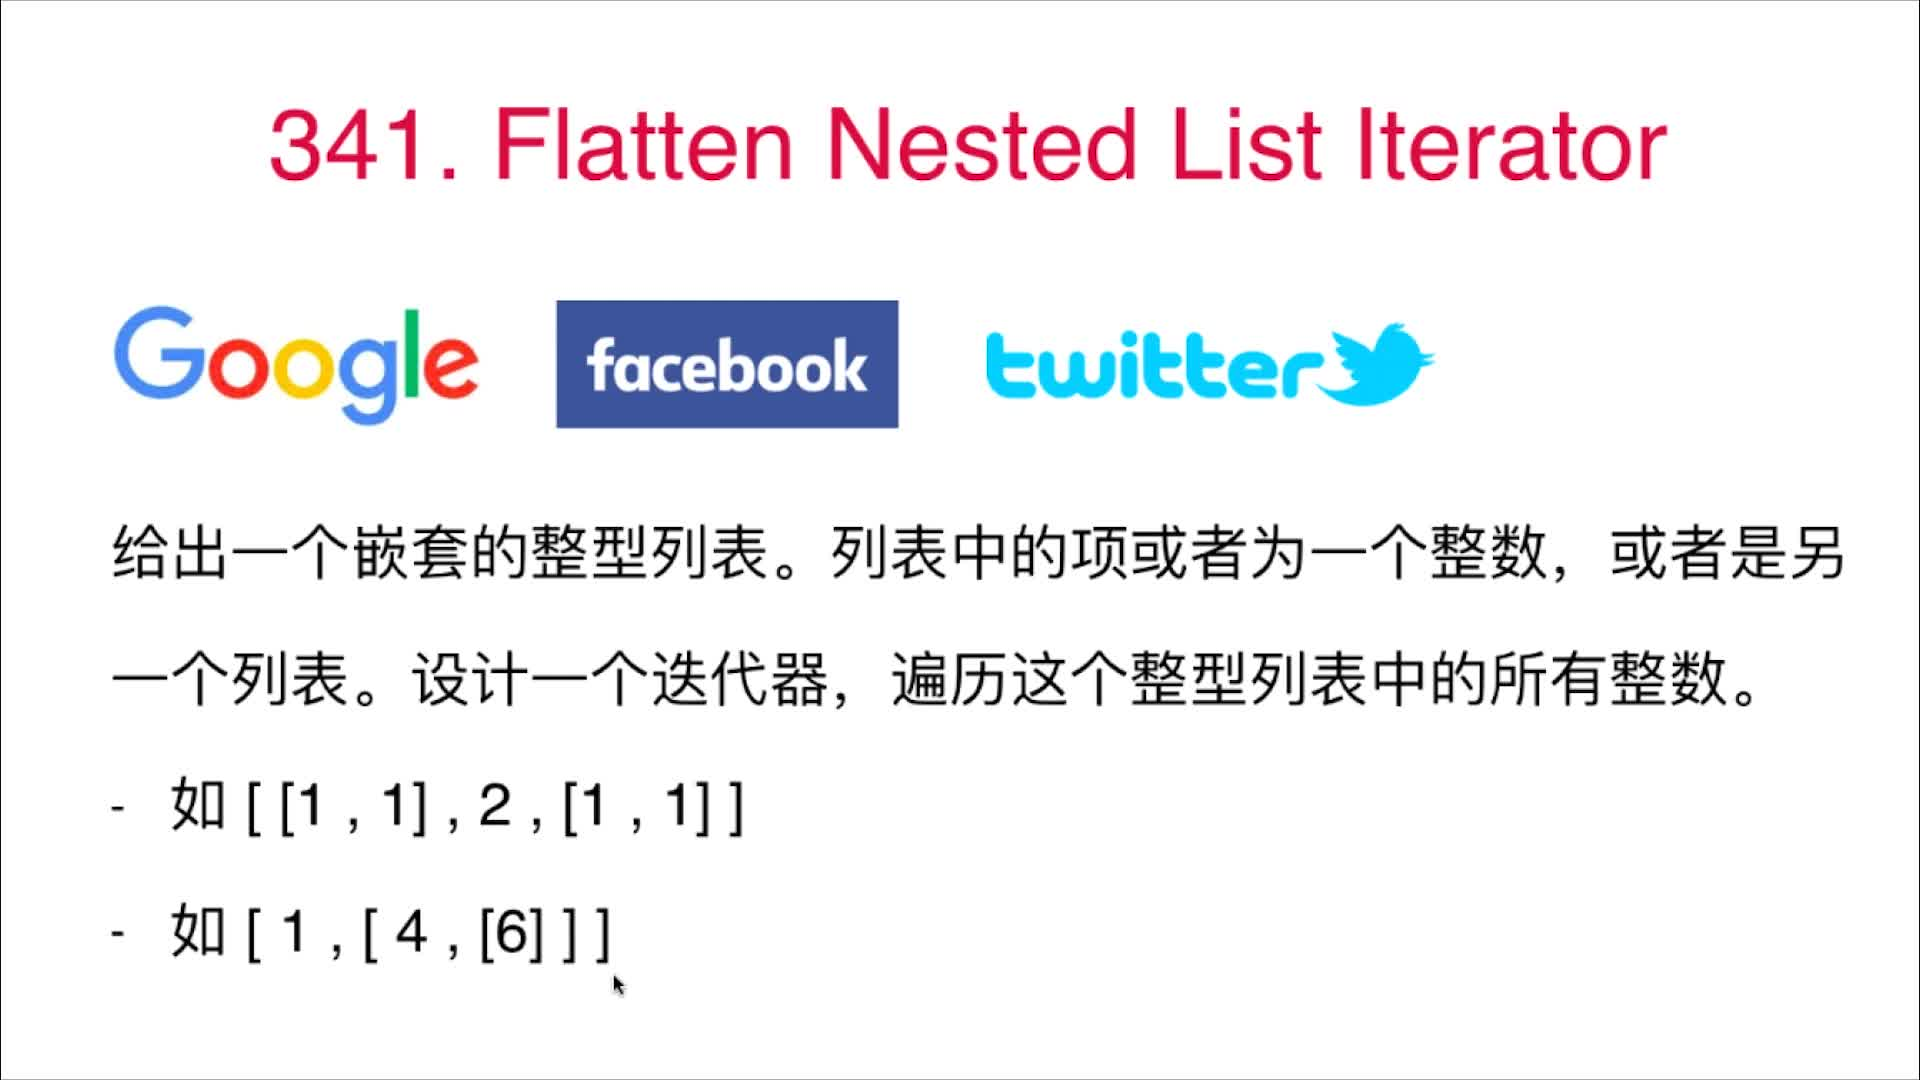 341. Flatten Nested List Iterator
Google facebook twitter
给出一个嵌套的整型列表。列表中的项或者为一个整数，或者是另
一个列表。设计一个迭代器，遍历这个整型列表中的所有整数。
- 如 [ [1 , 1] , 2 , [1 , 1] ]
- 如 [ 1 , [ 4 , [6] ] ]